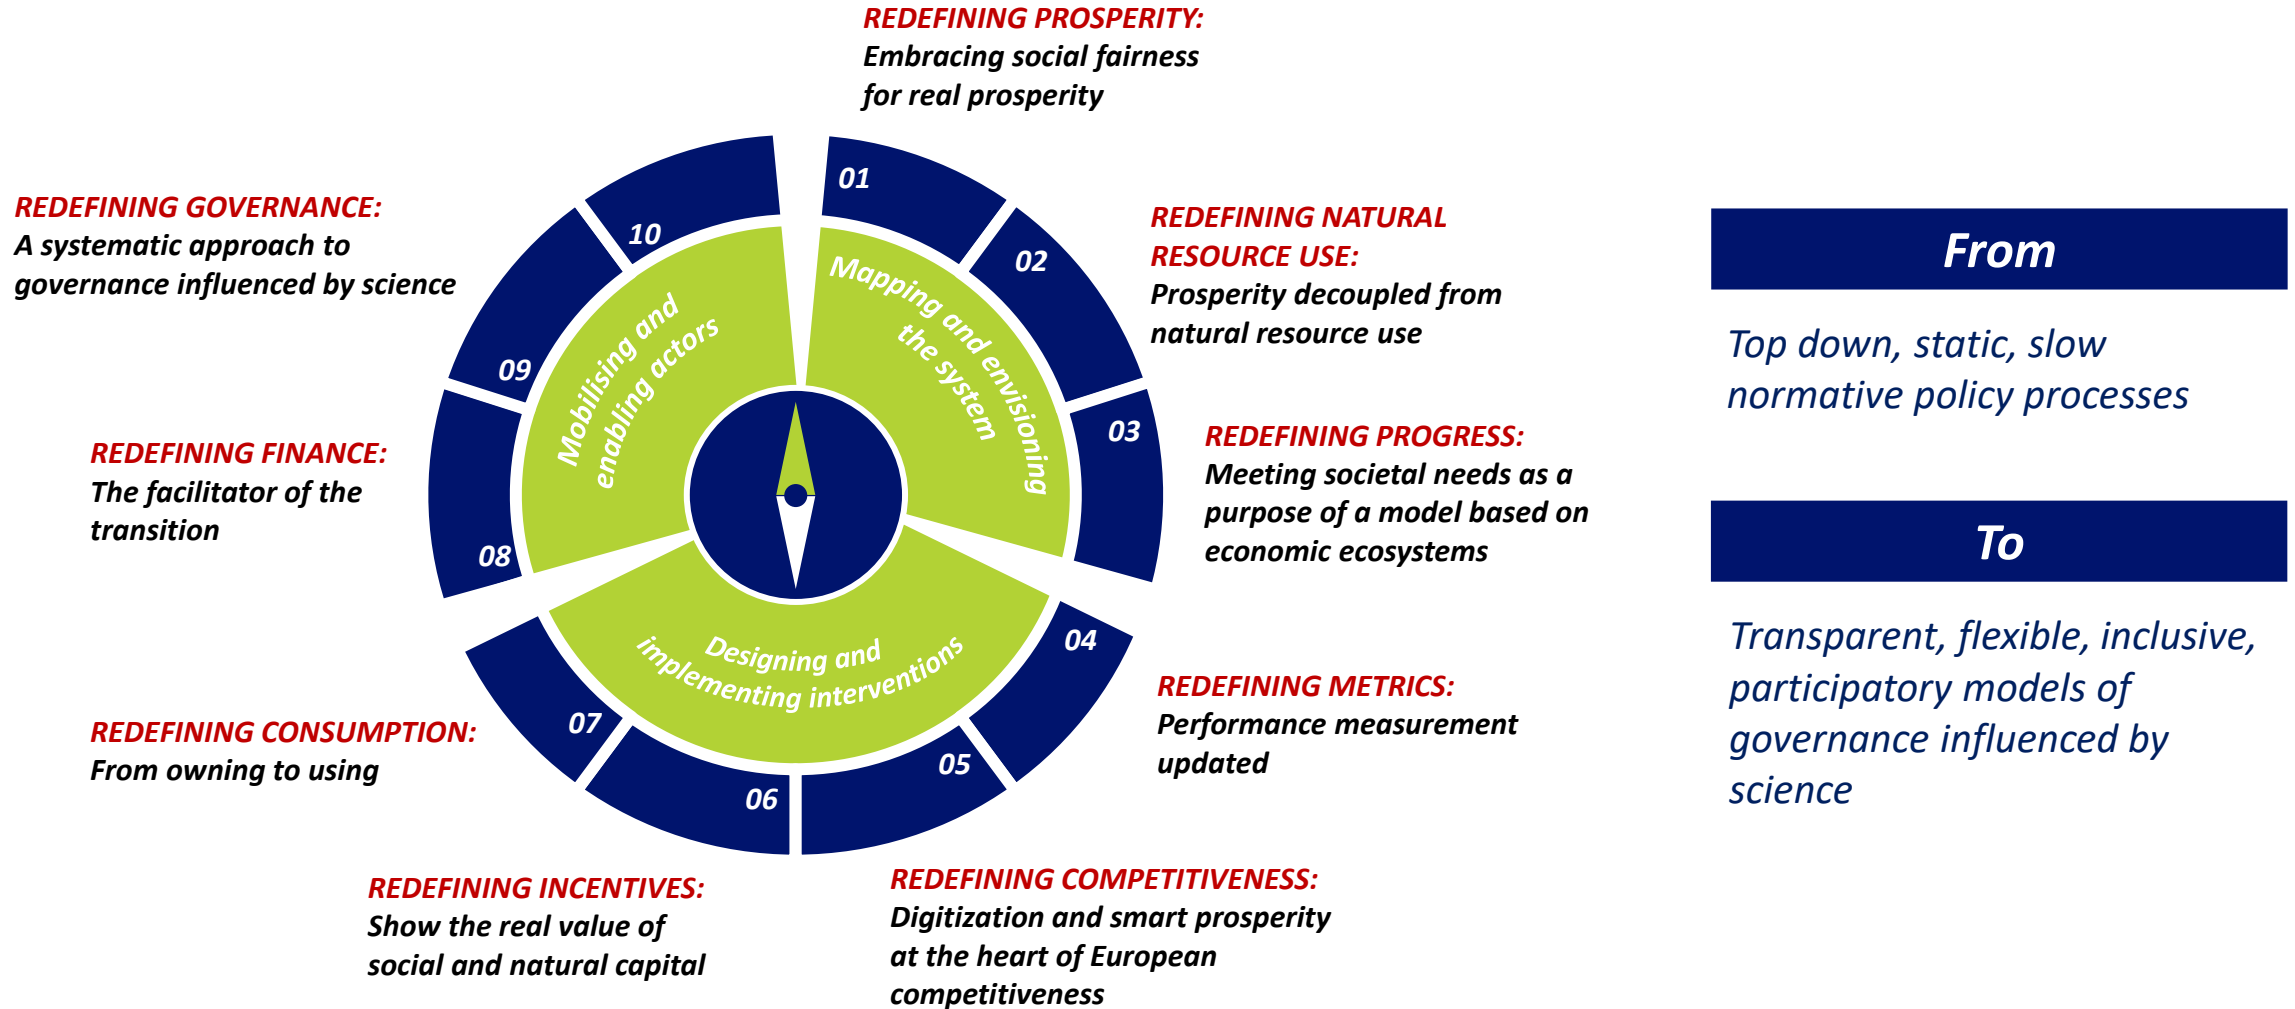 REDEFINING PROSPERITY:
Embracing social fairness
for real prosperity
01
REDEFINING NATURAL
RESOURCE USE:
Prosperity decoupled from
natural resource use
02
REDEFINING PROGRESS:
Meeting societal needs as a
purpose of a model based on
economic ecosystems
03
REDEFINING METRICS:
Performance measurement
updated
04
REDEFINING COMPETITIVENESS:
Digitization and smart prosperity
at the heart of European
competitiveness
05
REDEFINING INCENTIVES:
Show the real value of
social and natural capital
06
REDEFINING CONSUMPTION:
From owning to using
07
REDEFINING FINANCE:
The facilitator of the
transition
08
REDEFINING GOVERNANCE:
A systematic approach to
governance influenced by science
09
10
Mapping and envisioning
the system
Designing and
implementing interventions
Mobilising and
enabling actors
From
Top down, static, slow
normative policy processes
To
Transparent, flexible, inclusive,
participatory models of
governance influenced by
science